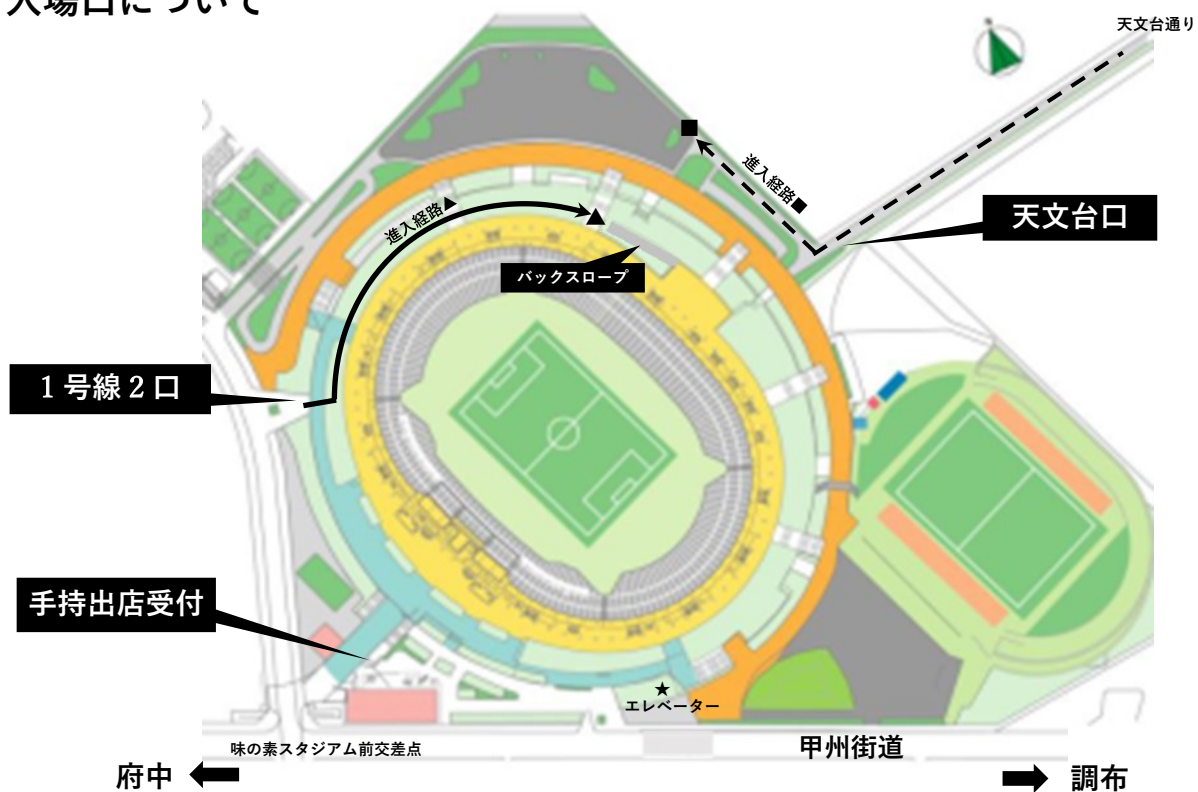 入場口について
天文台通り
進入経路■
天文台口
進入経路▲
バックスロープ
1号線2口
手持出店受付
★
エレベーター
甲州街道
味の素スタジアム前交差点
府中
調布